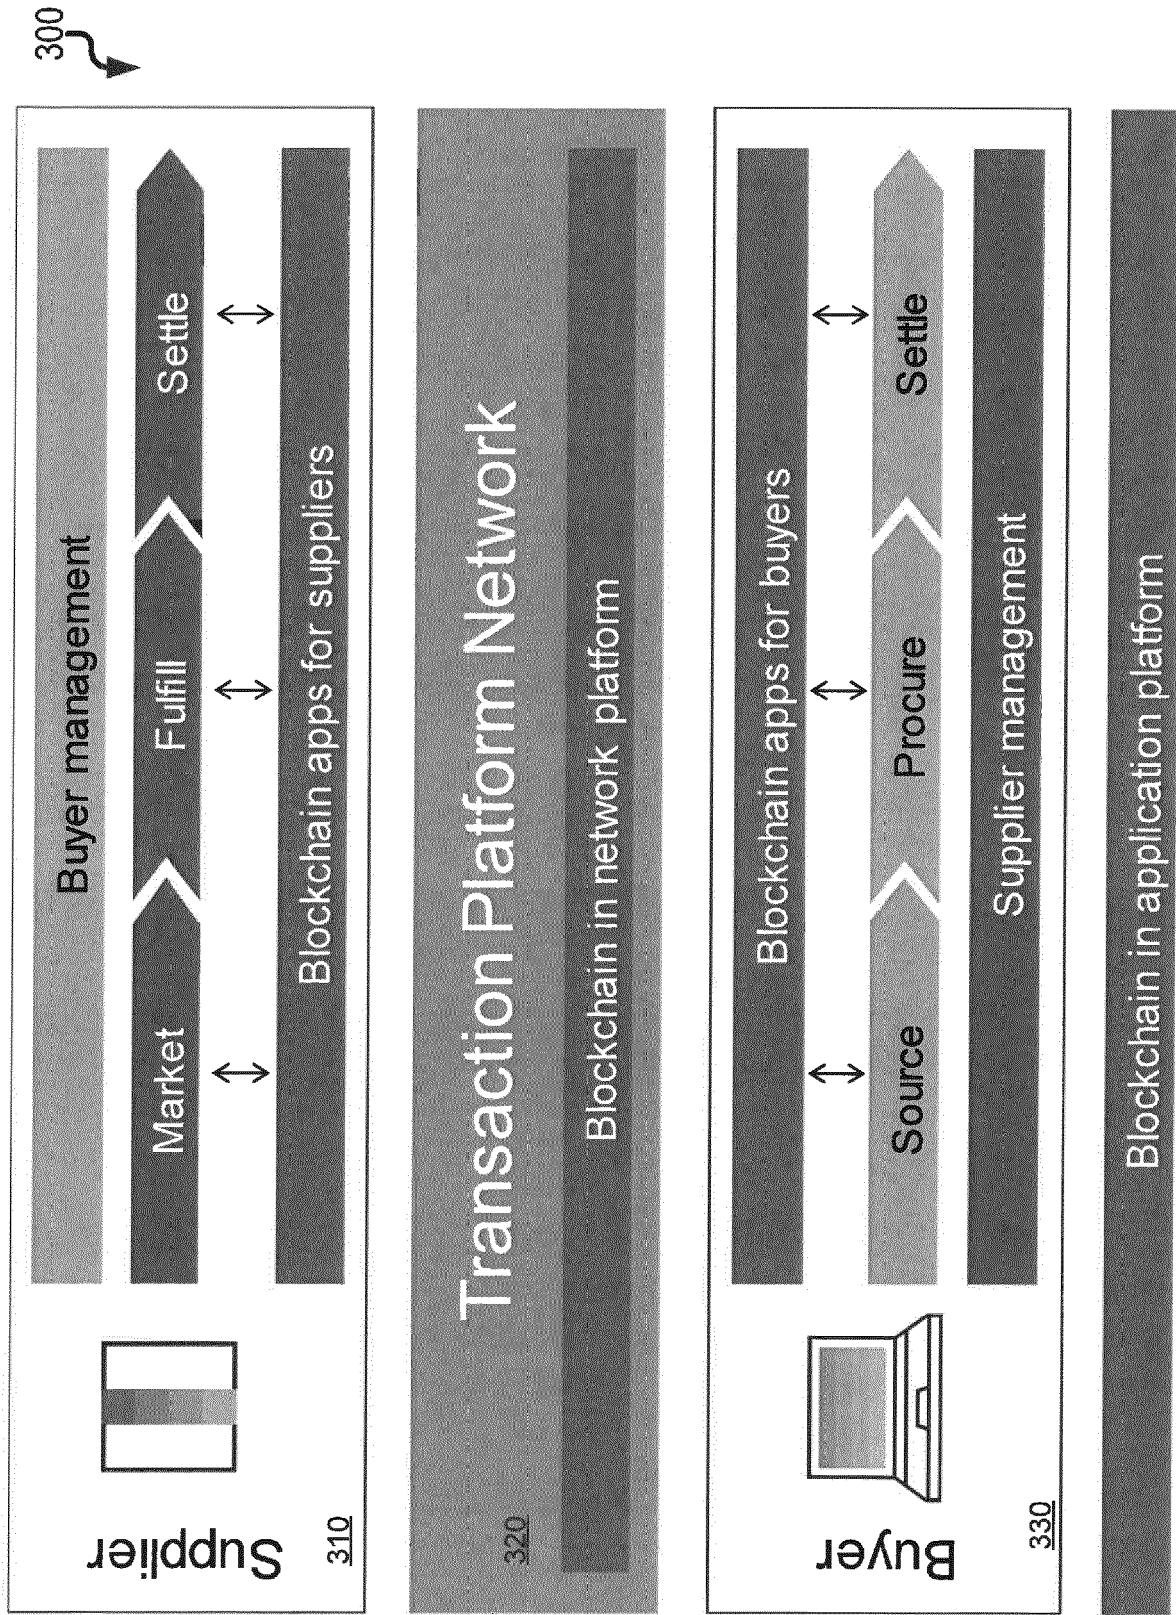 300
Supplier
310
Buyer management
Market
Fulfill
Settle
Blockchain apps for suppliers
Transaction Platform Network
320
Blockchain in network platform
Buyer
330
Blockchain apps for buyers
Source
Procure
Settle
Supplier management
Blockchain in application platform